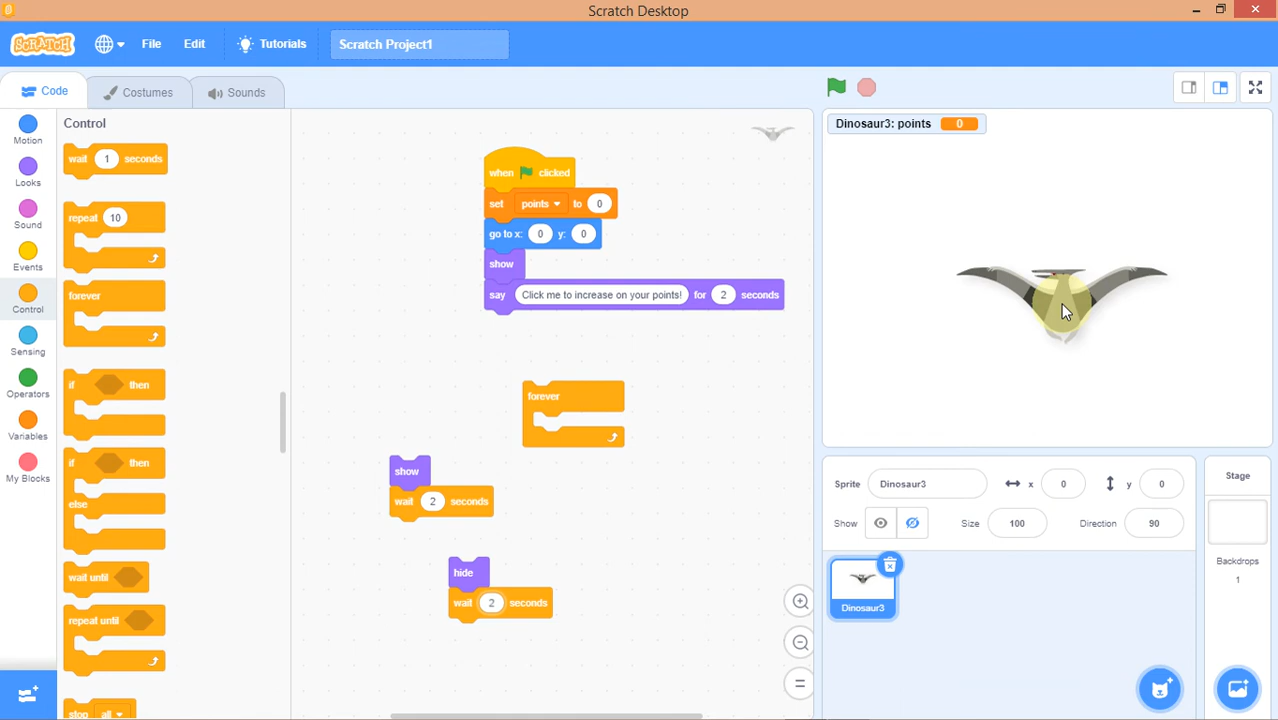 Scratch Desktop
SCRATCH
File
Edit
Tutorials
Scratch Project1
Code
Costumes
Sounds
Motion
Looks
Sound
Events
Control
Sensing
Operators
Variables
My Blocks
Control
wait 1 seconds
repeat 10
forever
if then
if then
else
wait until
repeat until
stop all
when clicked
set points to 0
go to x: 0 y: 0
show
say Click me to increase on your points! for 2 seconds
forever
show
wait 2 seconds
hide
wait 2 seconds
Dinosaur3: points 0
Sprite Dinosaur3 x 0 y 0
Show Size 100 Direction 90
Dinosaur3
Stage
Backdrops
1